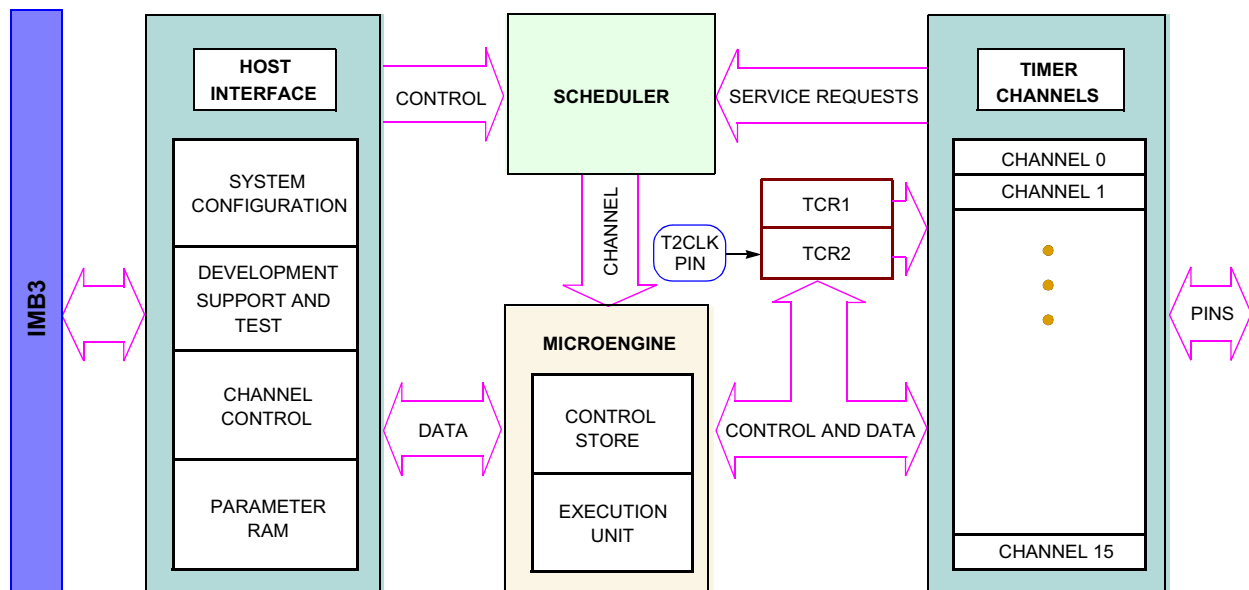 IMB3
HOST
INTERFACE
SYSTEM
CONFIGURATION
DEVELOPMENT
SUPPORT AND
TEST
CHANNEL
CONTROL
PARAMETER
RAM
CONTROL
SCHEDULER
SERVICE REQUESTS
CHANNEL
T2CLK
PIN
TCR1
TCR2
MICROENGINE
CONTROL
STORE
EXECUTION
UNIT
DATA
CONTROL AND DATA
TIMER
CHANNELS
CHANNEL 0
CHANNEL 1
CHANNEL 15
PINS